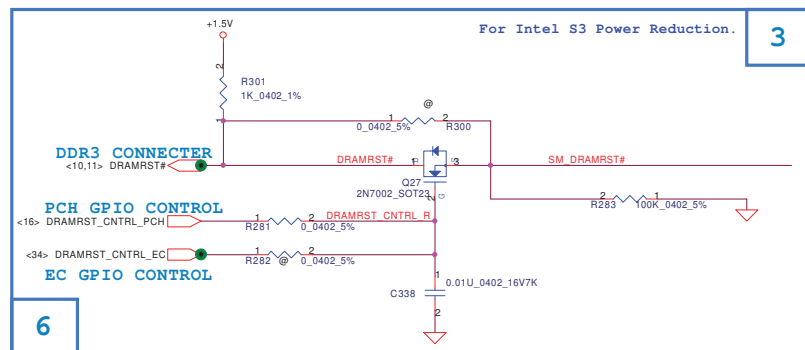 +1.5V
For Intel S3 Power Reduction.
3
2
R301
1K_0402_1%
1
@
1 2
0_0402_5% R300
DDR3 CONNECTER
<10,11> DRAMRST#
DRAMRST#
1 D S 3
SM_DRAMRST#
Q27
2N7002_SOT23
2 G
2 1
R283 100K_0402_5%
PCH GPIO CONTROL
<16> DRAMRST_CNTRL_PCH
1 2
R281 0_0402_5%
DRAMRST_CNTRL_R
<34> DRAMRST_CNTRL_EC
1 2
R282 @ 0_0402_5%
EC GPIO CONTROL
1
0.01U_0402_16V7K
C338
2
6